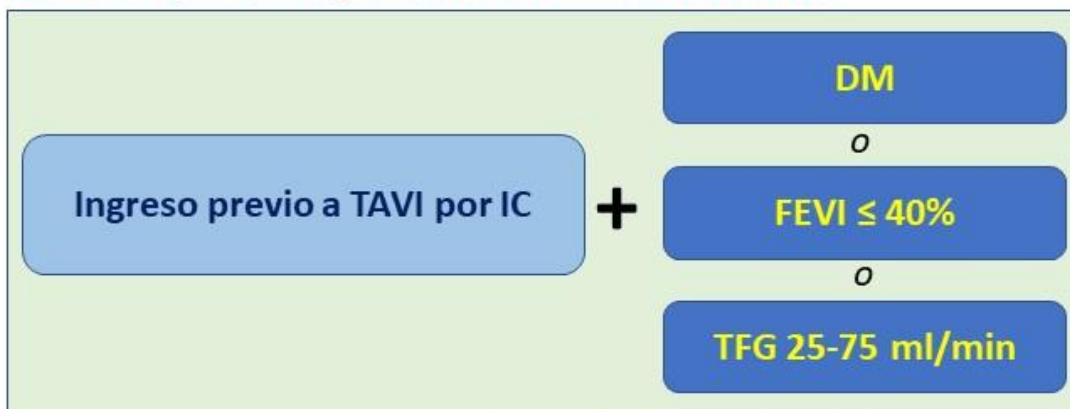 DM
o
Ingreso previo a TAVI por IC
+
FEVI ≤ 40%
o
TFG 25-75 ml/min